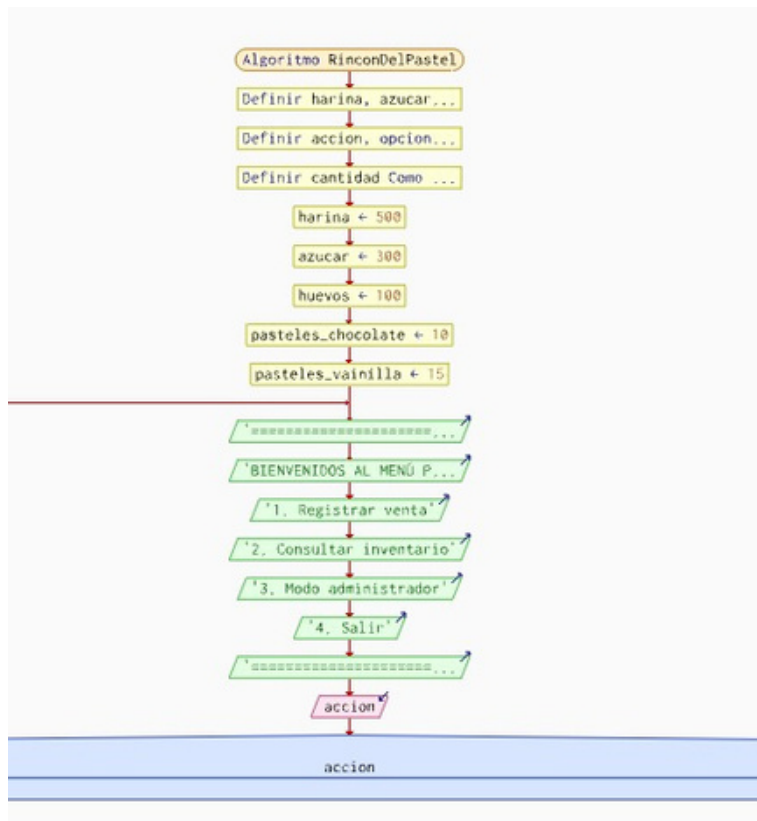 Algoritmo RinconDelPastel
Definir harina, azucar...
Definir accion, opcion...
Definir cantidad Como ...
harina ← 500
azucar ← 300
huevos ← 100
pasteles_chocolate ← 10
pasteles_vainilla ← 15
'=====================...
'BIENVENIDOS AL MENÚ P...
'1. Registrar venta'
'2. Consultar inventario'
'3. Modo administrador'
'4. Salir'
'=====================...
accion
accion